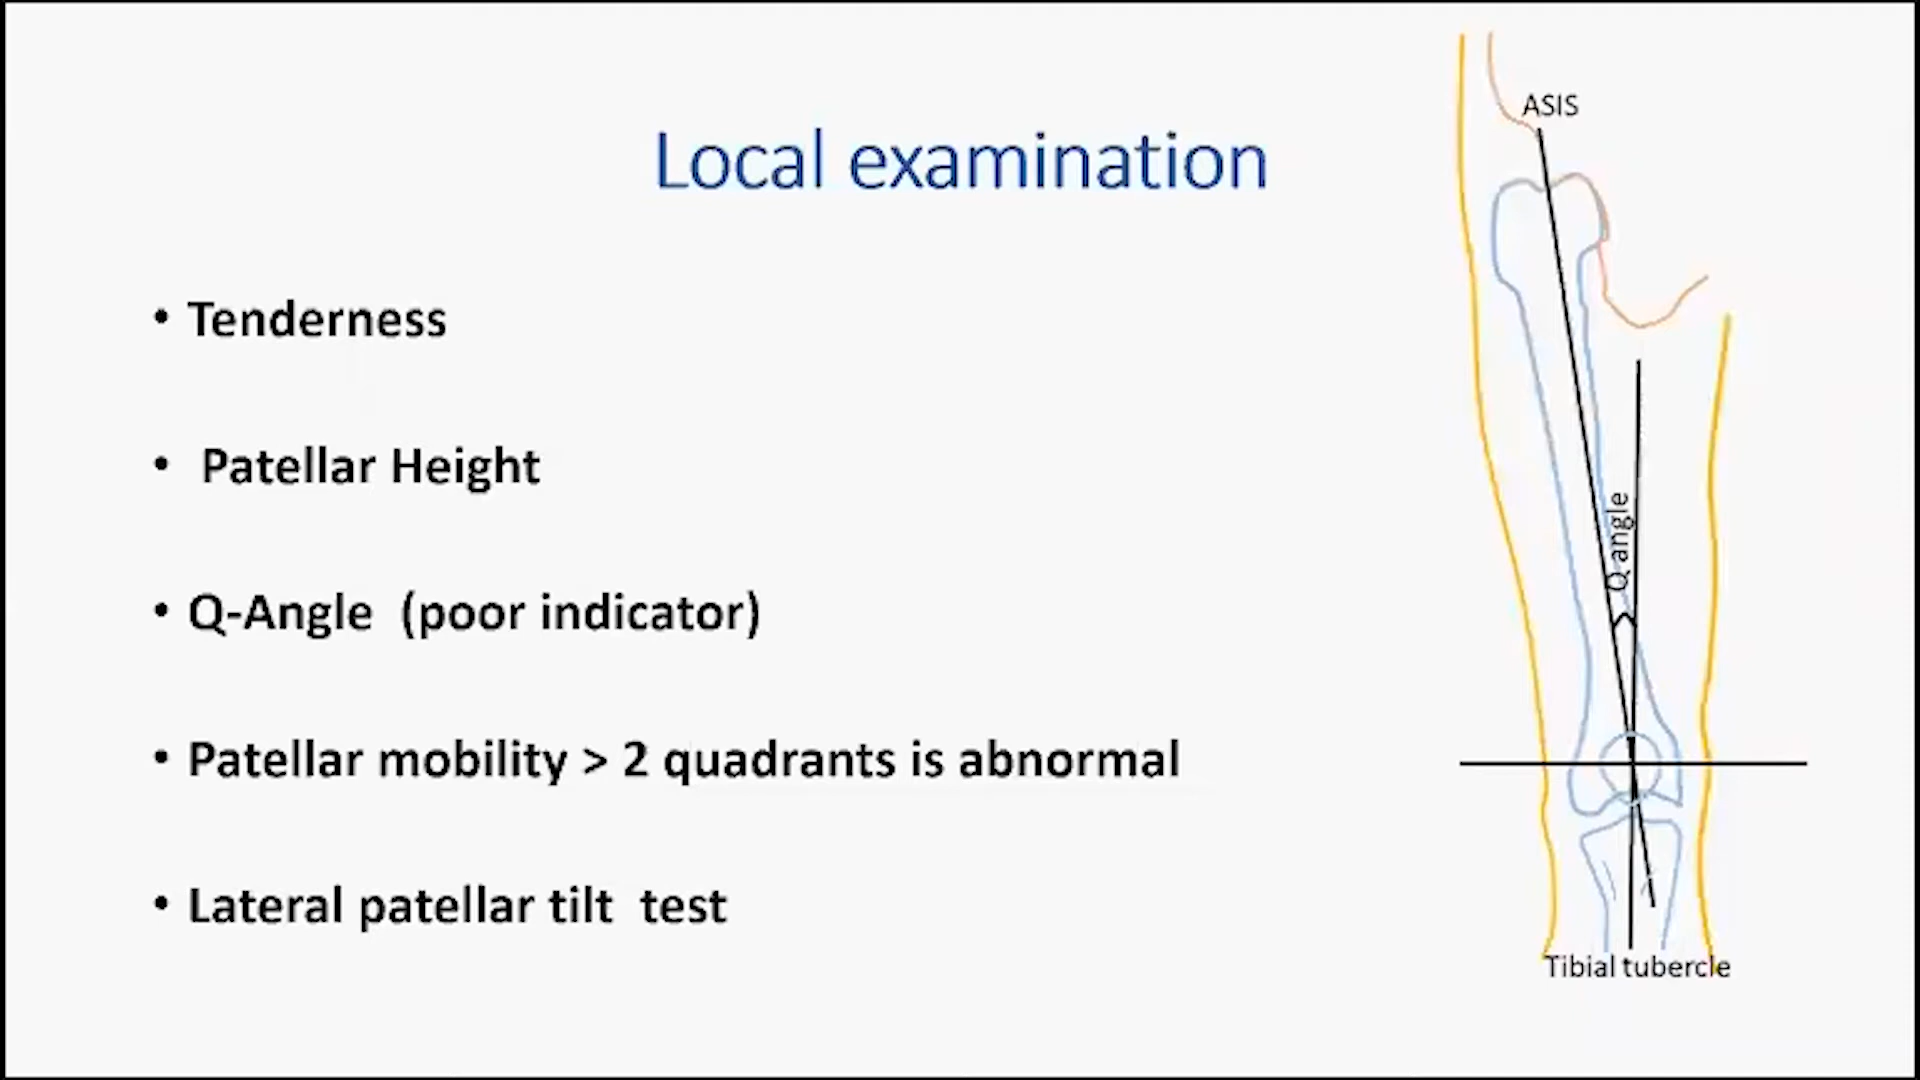 Local examination
• Tenderness
• Patellar Height
• Q-Angle (poor indicator)
• Patellar mobility > 2 quadrants is abnormal
• Lateral patellar tilt test
ASIS
Q angle
Tibial tubercle